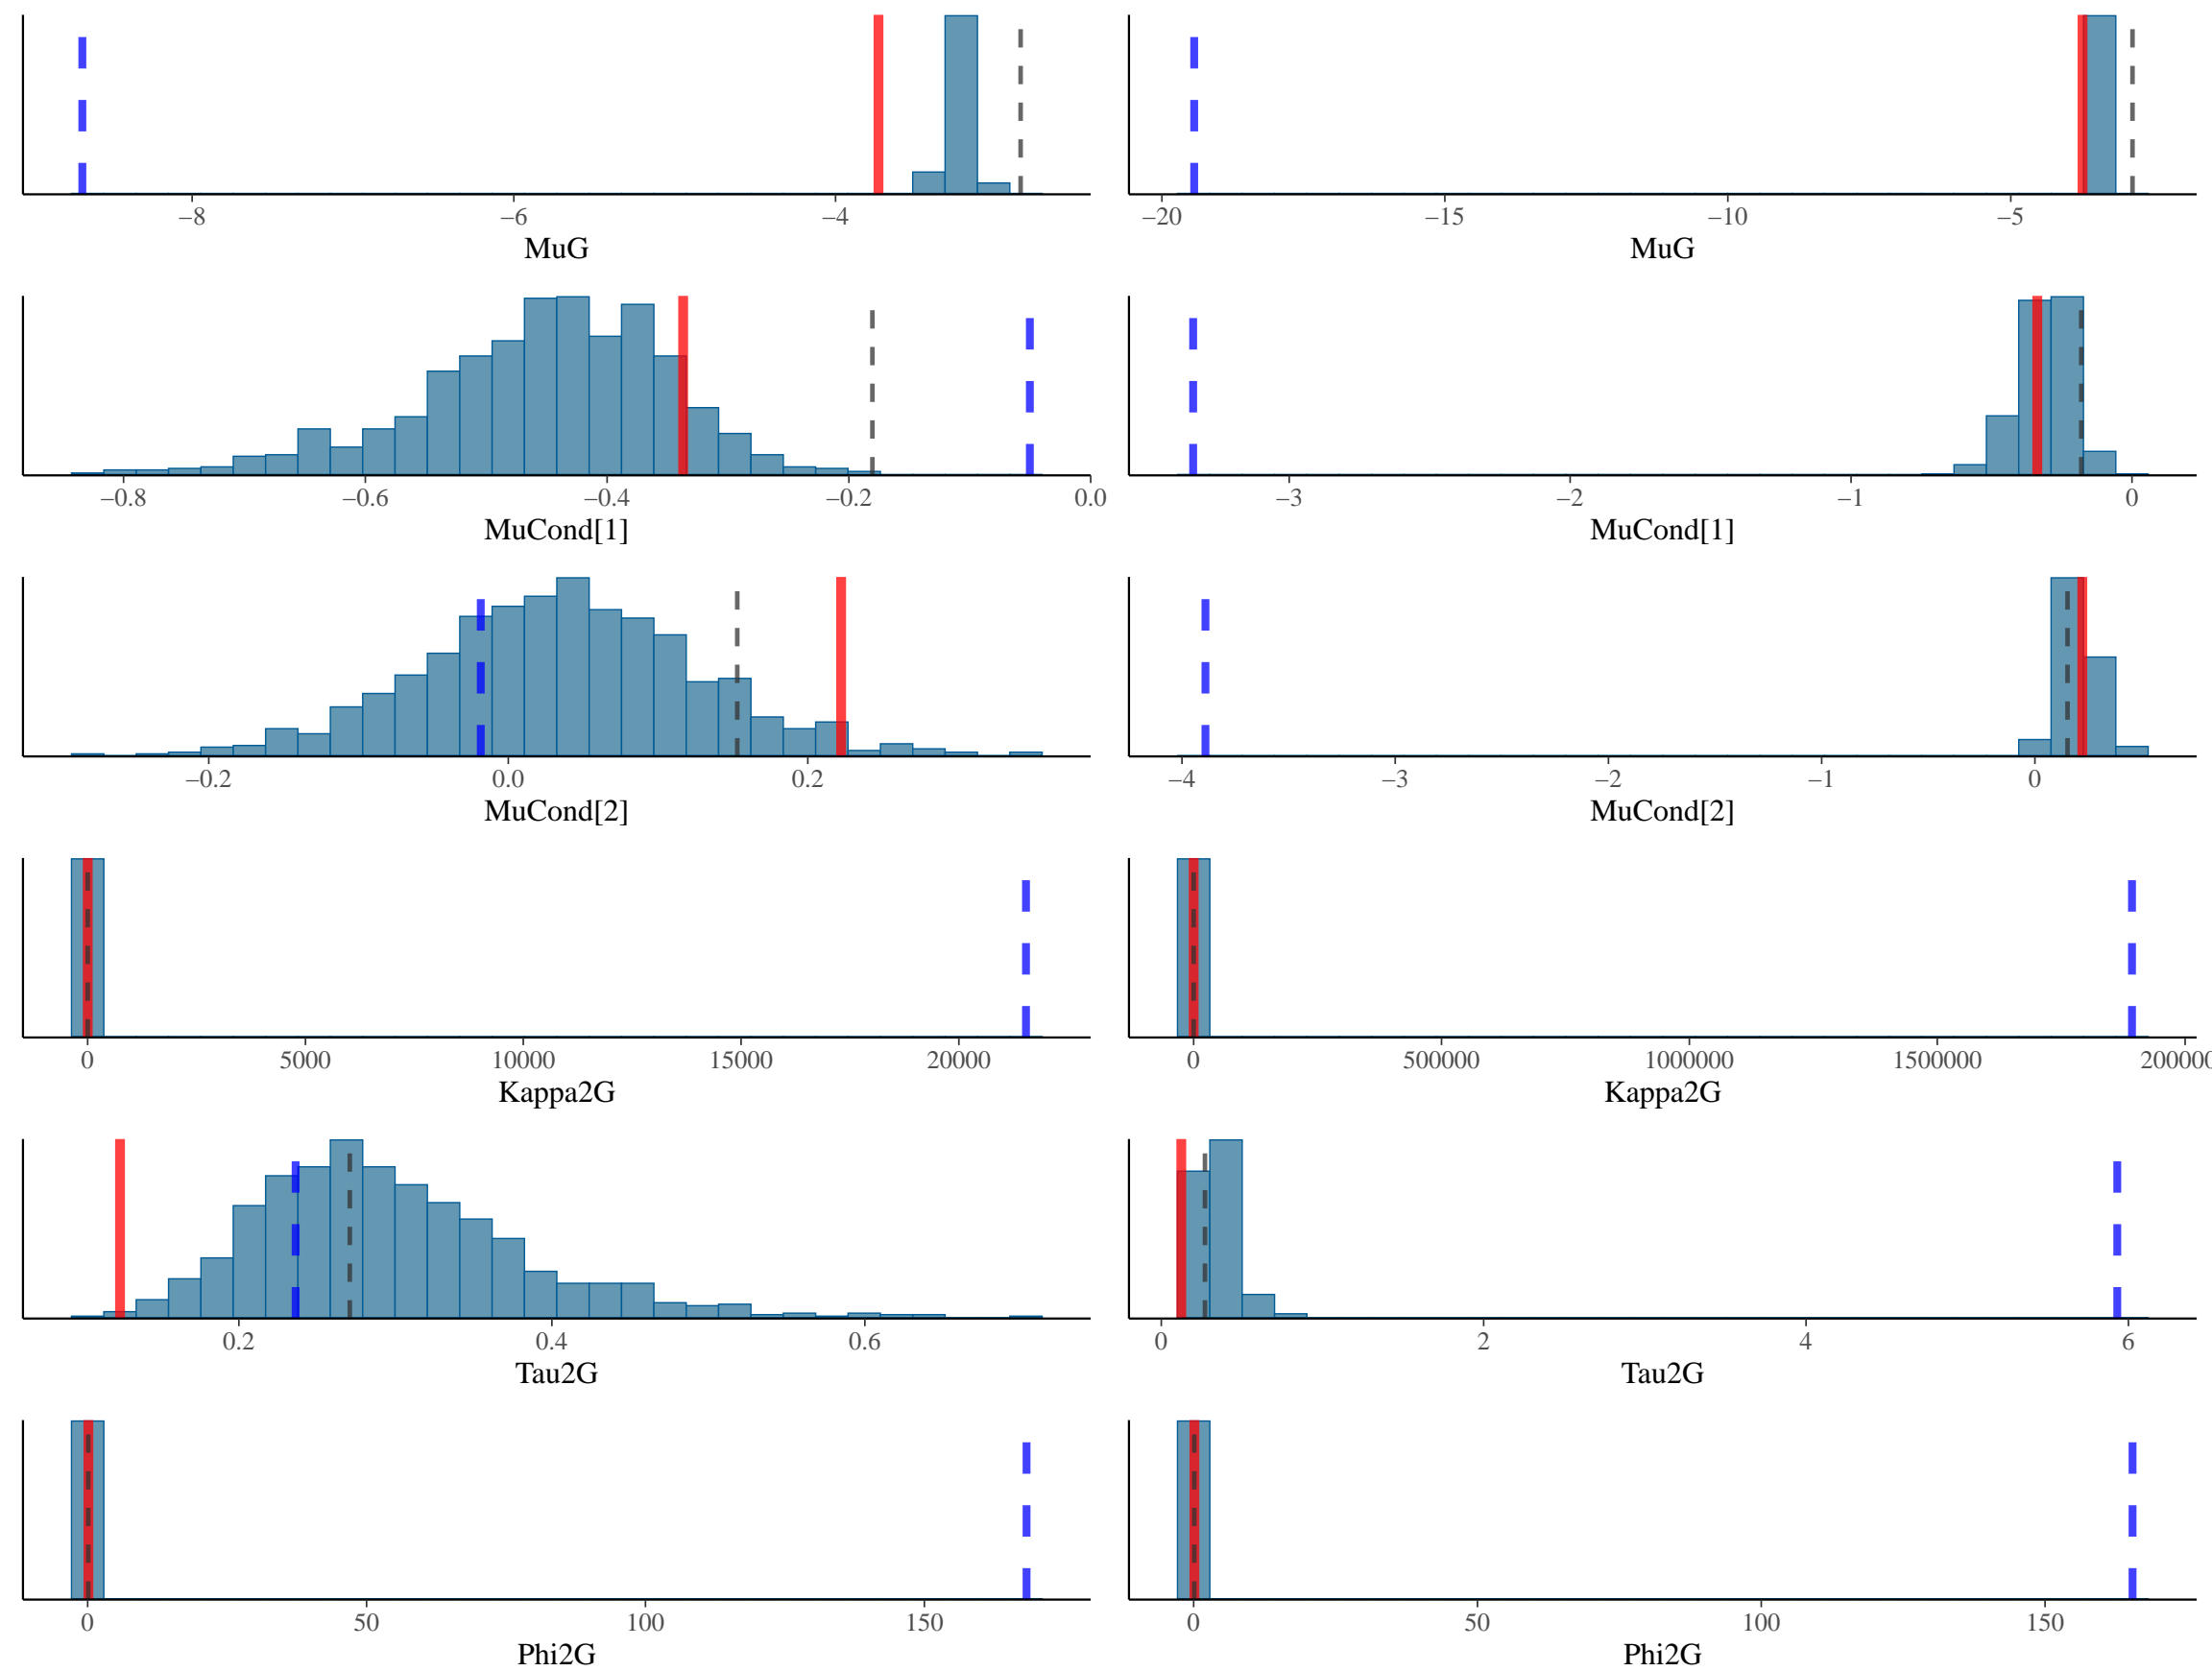 −8 −6 −4 −20 −15 −10 −5
MuG MuG
−0.8 −0.6 −0.4 −0.2 0.0 −3 −2 −1 0
MuCond[1] MuCond[1]
−0.2 0.0 0.2 −4 −3 −2 −1 0
MuCond[2] MuCond[2]
0 5000 10000 15000 20000 0 500000 1000000 1500000 200000
Kappa2G Kappa2G
0.2 0.4 0.6 0 2 4 6
Tau2G Tau2G
0 50 100 150 0 50 100 150
Phi2G Phi2G